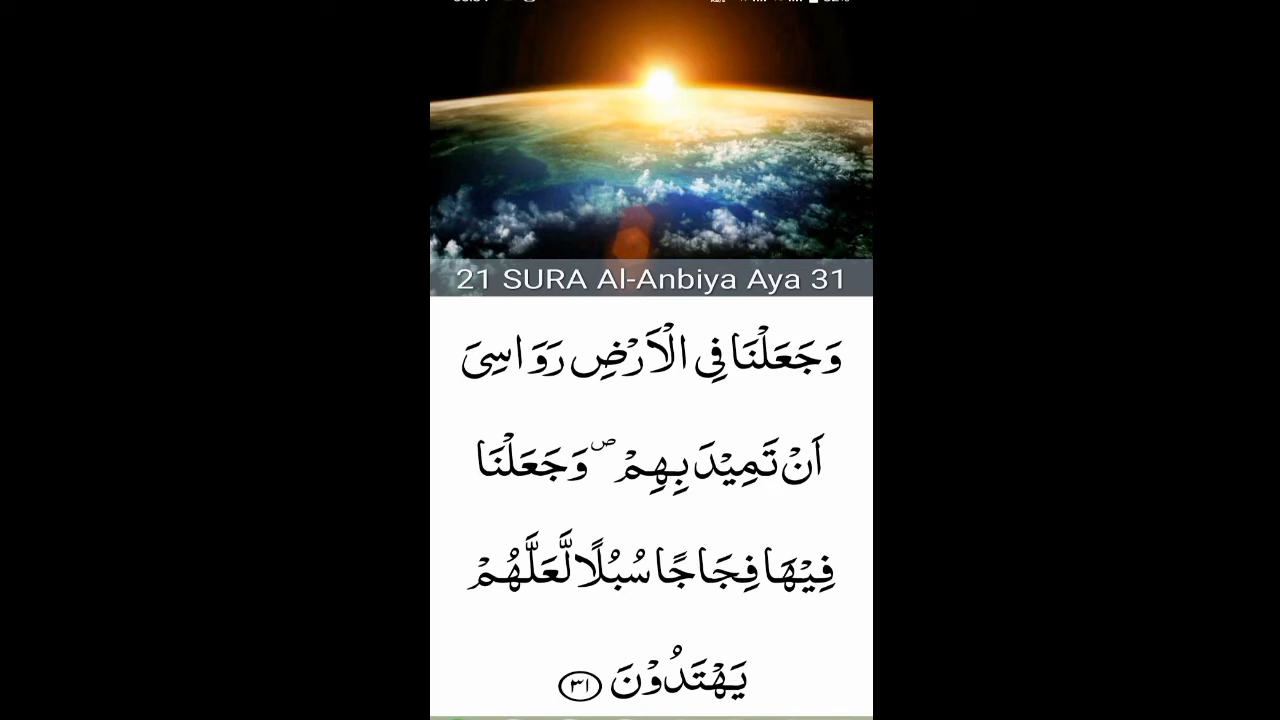 21 SURA Al-Anbiya Aya 31
وَجَعَلْنَا فِى الْاَرْضِ رَوَاسِىَ
اَنْ تَمِيْدَ بِهِمْ ۖ وَجَعَلْنَا
فِيْهَا فِجَاجًا سُبُلًا لَّعَلَّهُمْ
يَهْتَدُوْنَ ﴿٣١﴾